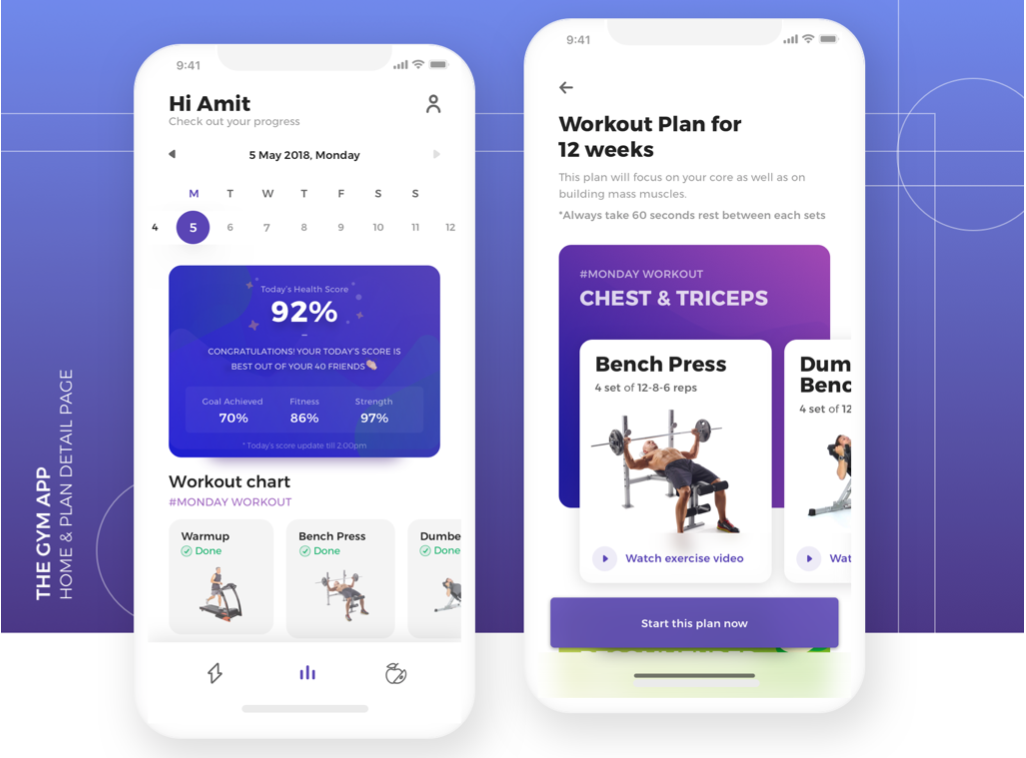 THE GYM APP
HOME & PLAN DETAIL PAGE
9:41
Hi Amit
Check out your progress
5 May 2018, Monday
M T W T F S S
4 5 6 7 8 9 10 11 12
Today's Health Score
92%
CONGRATULATIONS! YOUR TODAY'S SCORE IS
BEST OUT OF YOUR 40 FRIENDS👏
Goal Achieved Fitness Strength
70% 86% 97%
*Today's score update till 2:00pm
Workout chart
#MONDAY WORKOUT
Warmup
Done
Bench Press
Done
Dumbe
Done
9:41
Workout Plan for
12 weeks
This plan will focus on your core as well as on
building mass muscles.
*Always take 60 seconds rest between each sets
#MONDAY WORKOUT
CHEST & TRICEPS
Bench Press
4 set of 12-8-6 reps
Watch exercise video
Dum
Benc
4 set of 12
Wat
Start this plan now